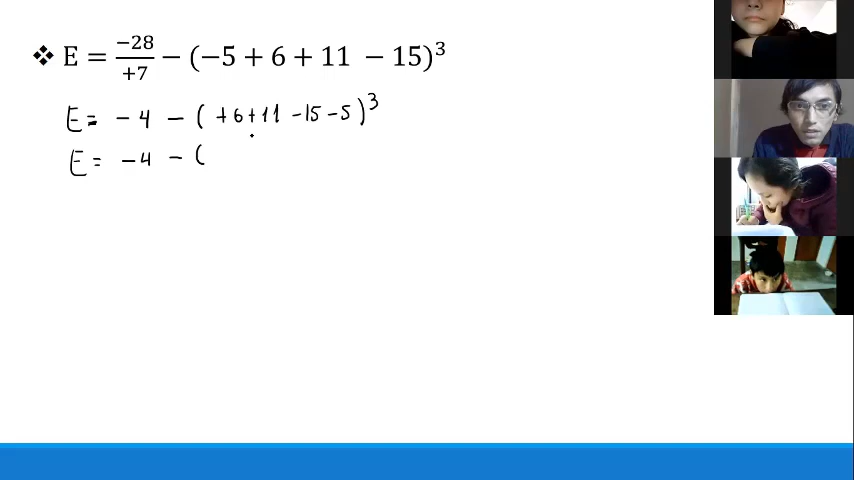 ❖ E = −28/+7 − (−5 + 6 + 11 − 15)³
E = −4 − (+6+11 −15 −5)³
E = −4 − (